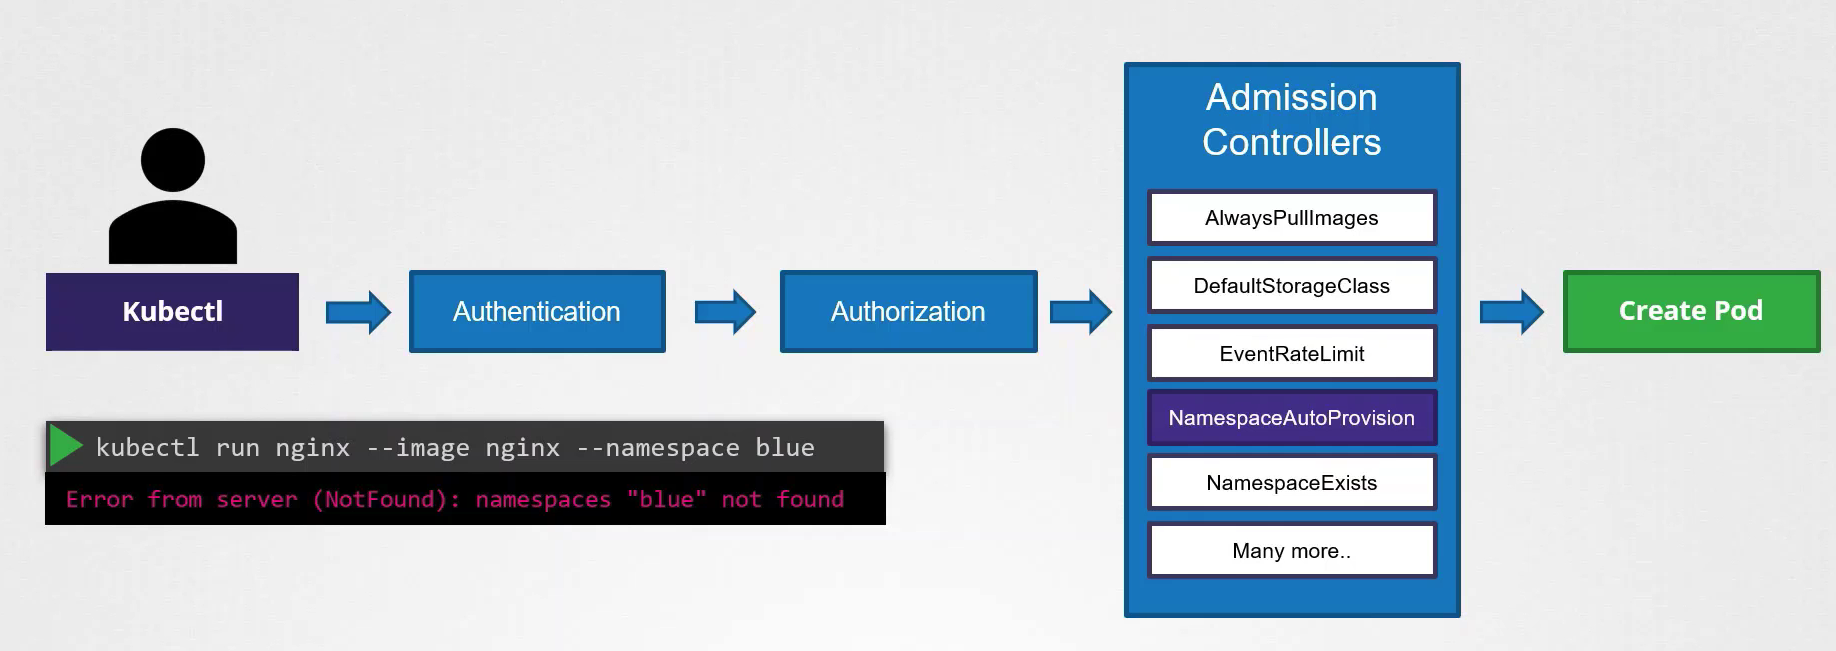 Admission
Controllers
AlwaysPullImages
DefaultStorageClass
EventRateLimit
NamespaceAutoProvision
NamespaceExists
Many more..
Kubectl
Authentication
Authorization
Create Pod
kubectl run nginx --image nginx --namespace blue
Error from server (NotFound): namespaces "blue" not found